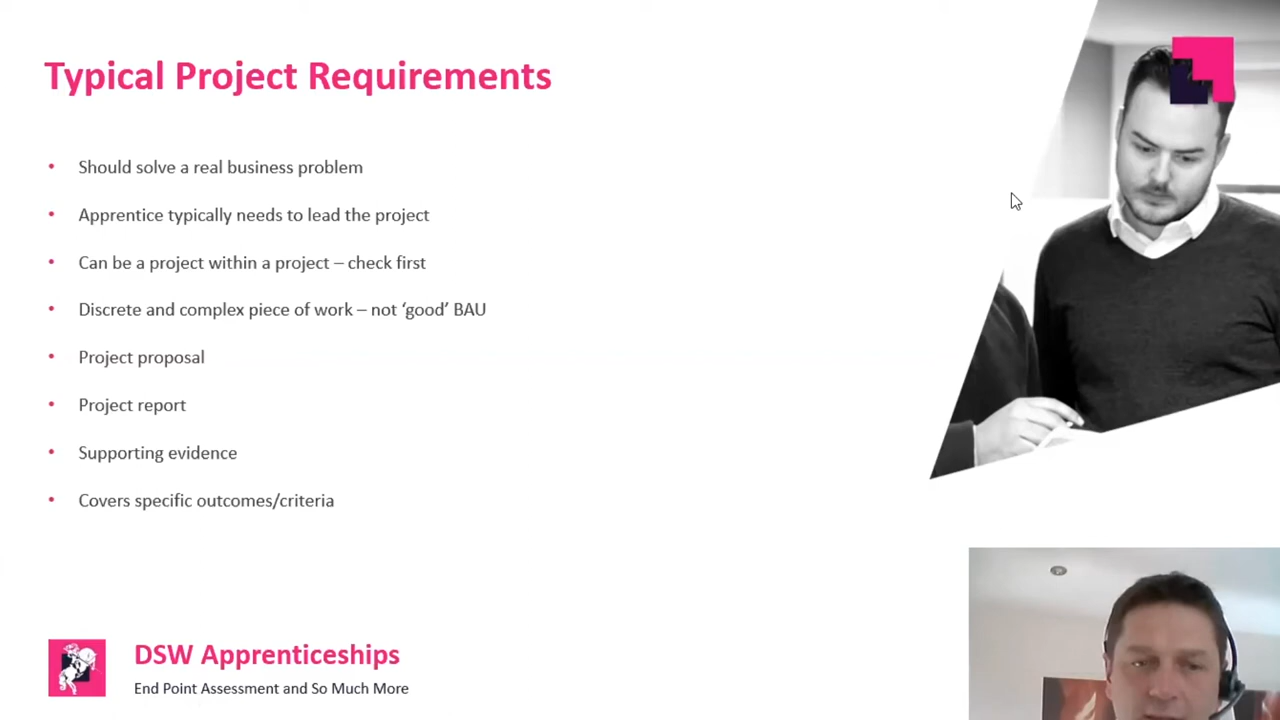 Typical Project Requirements
• Should solve a real business problem
• Apprentice typically needs to lead the project
• Can be a project within a project – check first
• Discrete and complex piece of work – not ‘good’ BAU
• Project proposal
• Project report
• Supporting evidence
• Covers specific outcomes/criteria
DSW Apprenticeships
End Point Assessment and So Much More